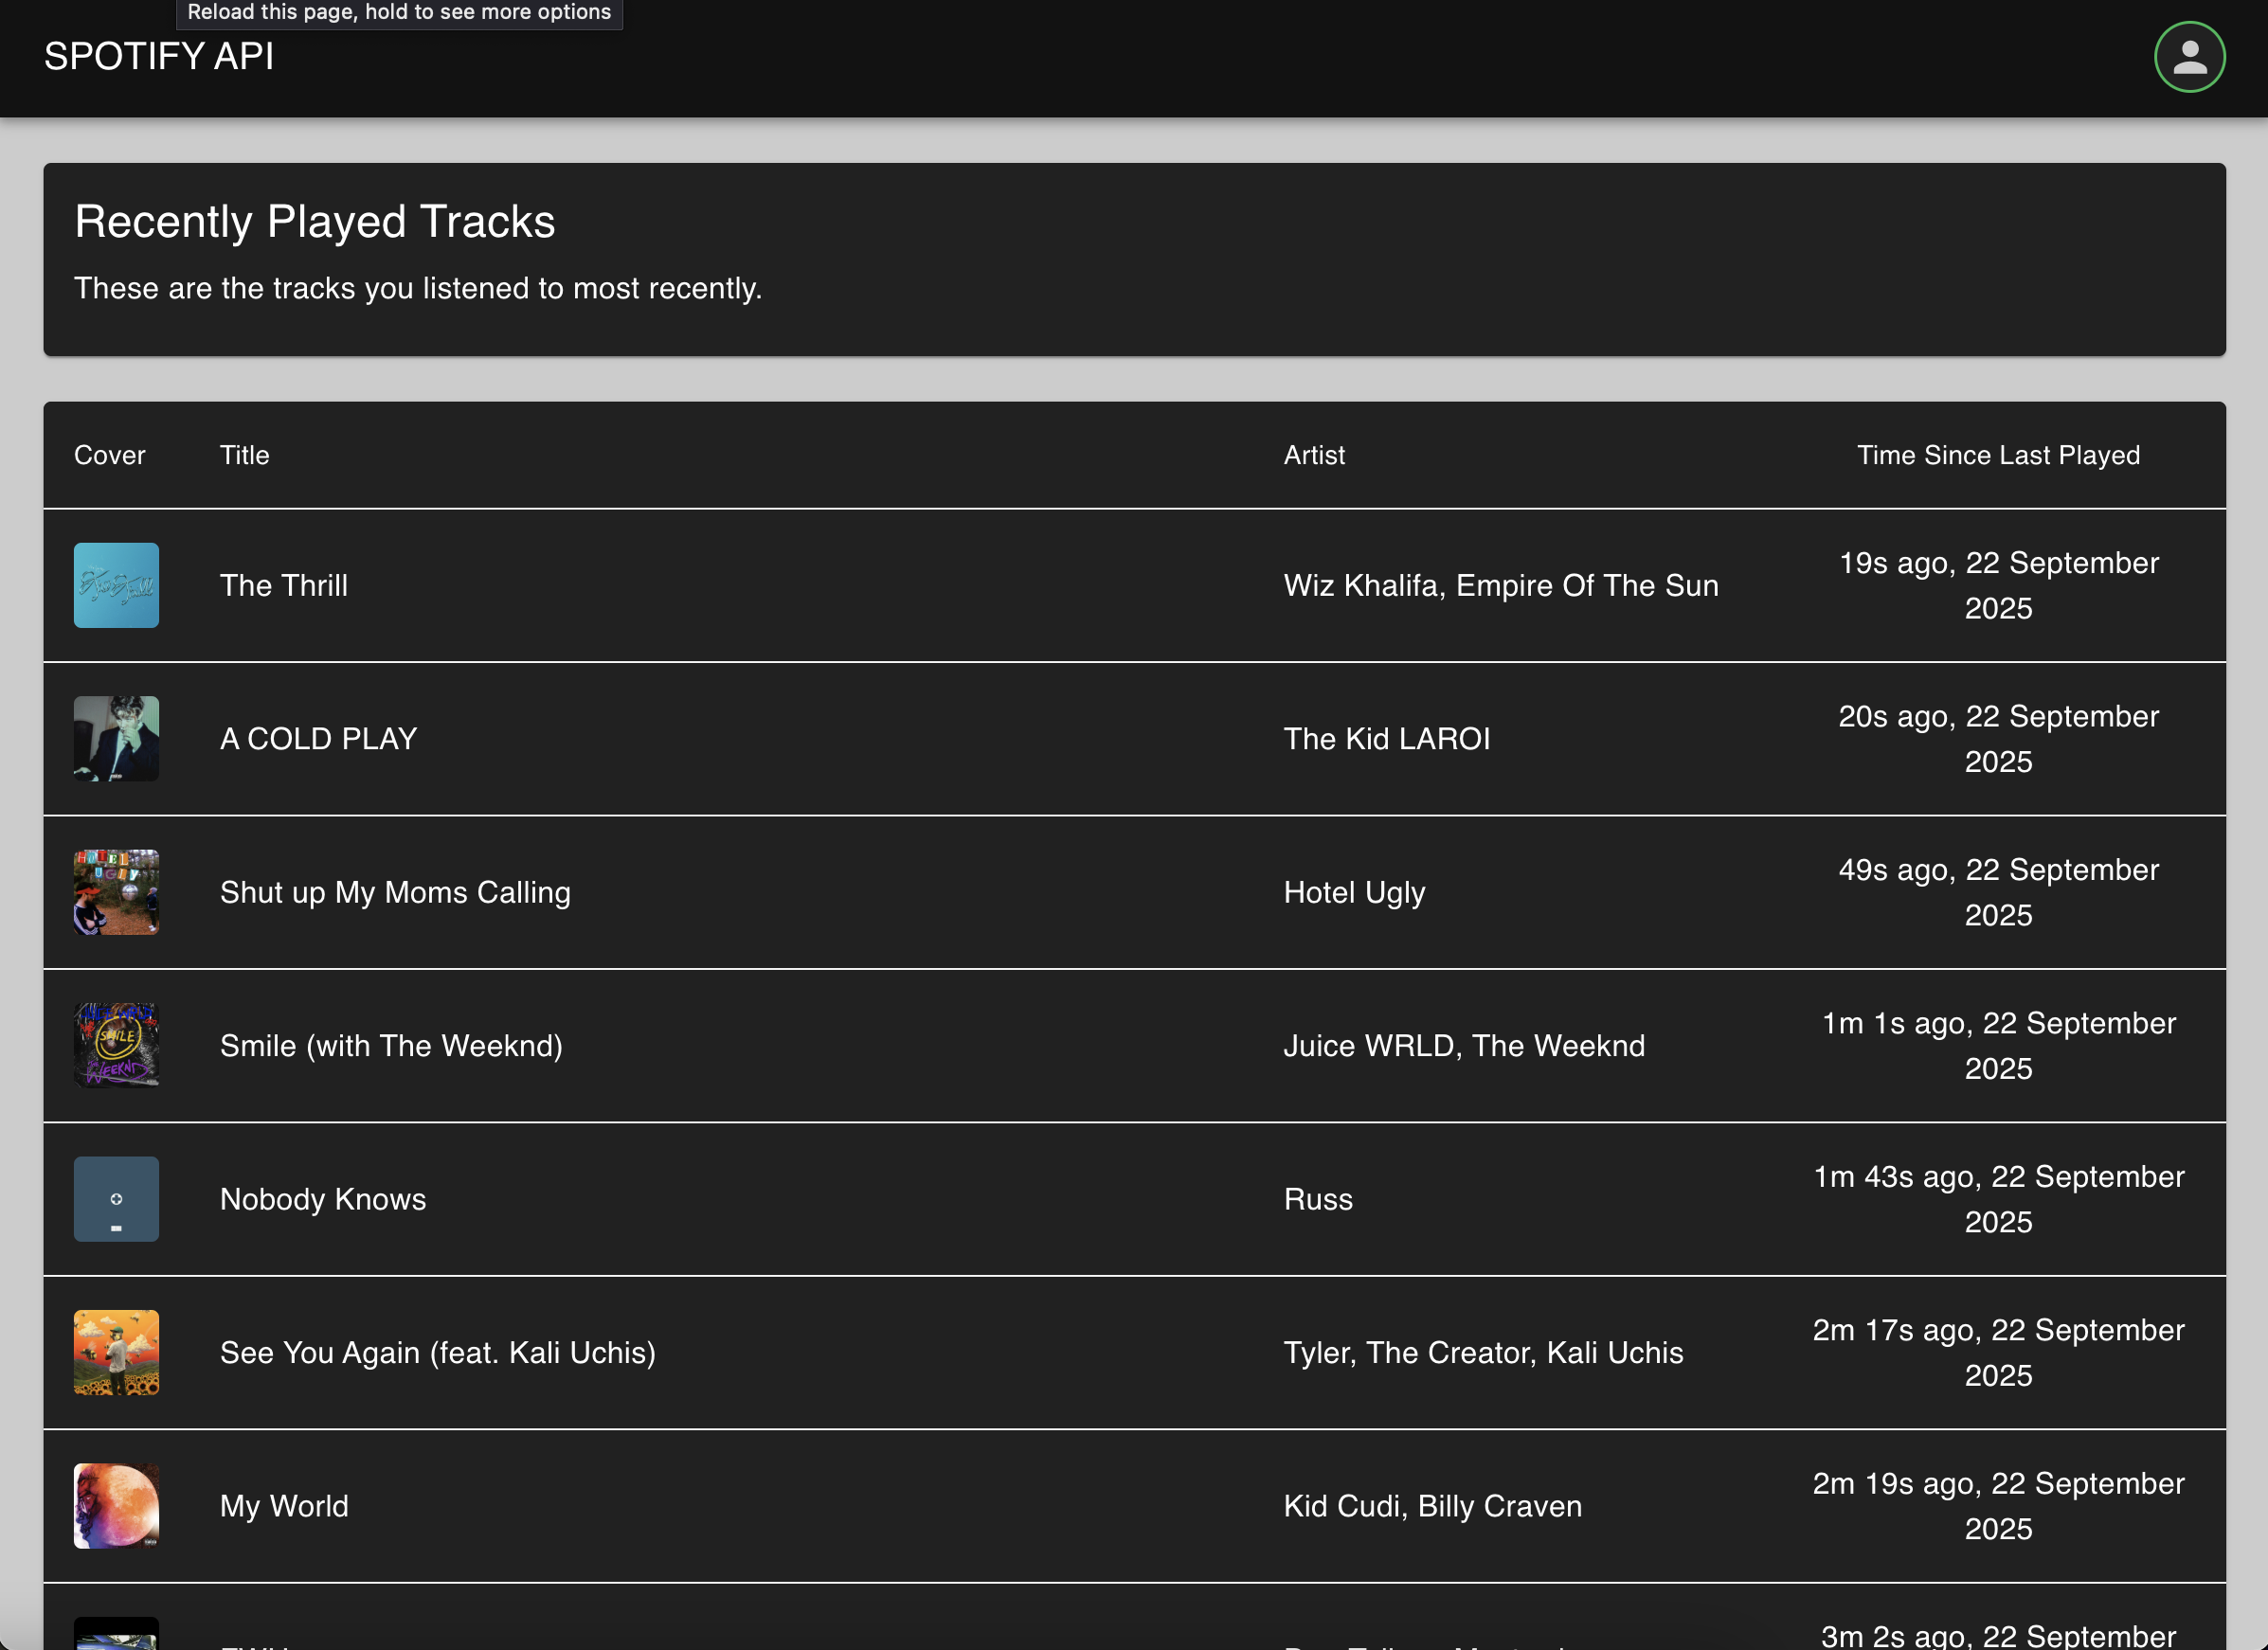 Reload this page, hold to see more options
SPOTIFY API
Recently Played Tracks
These are the tracks you listened to most recently.
Cover Title Artist Time Since Last Played
The Thrill Wiz Khalifa, Empire Of The Sun 19s ago, 22 September
2025
A COLD PLAY The Kid LAROI 20s ago, 22 September
2025
HOTEL
UGLY
Shut up My Moms Calling Hotel Ugly 49s ago, 22 September
2025
SMILE
WEEKND
Smile (with The Weeknd) Juice WRLD, The Weeknd 1m 1s ago, 22 September
2025
Nobody Knows Russ 1m 43s ago, 22 September
2025
See You Again (feat. Kali Uchis) Tyler, The Creator, Kali Uchis 2m 17s ago, 22 September
2025
My World Kid Cudi, Billy Craven 2m 19s ago, 22 September
2025
3m 2s ago, 22 September